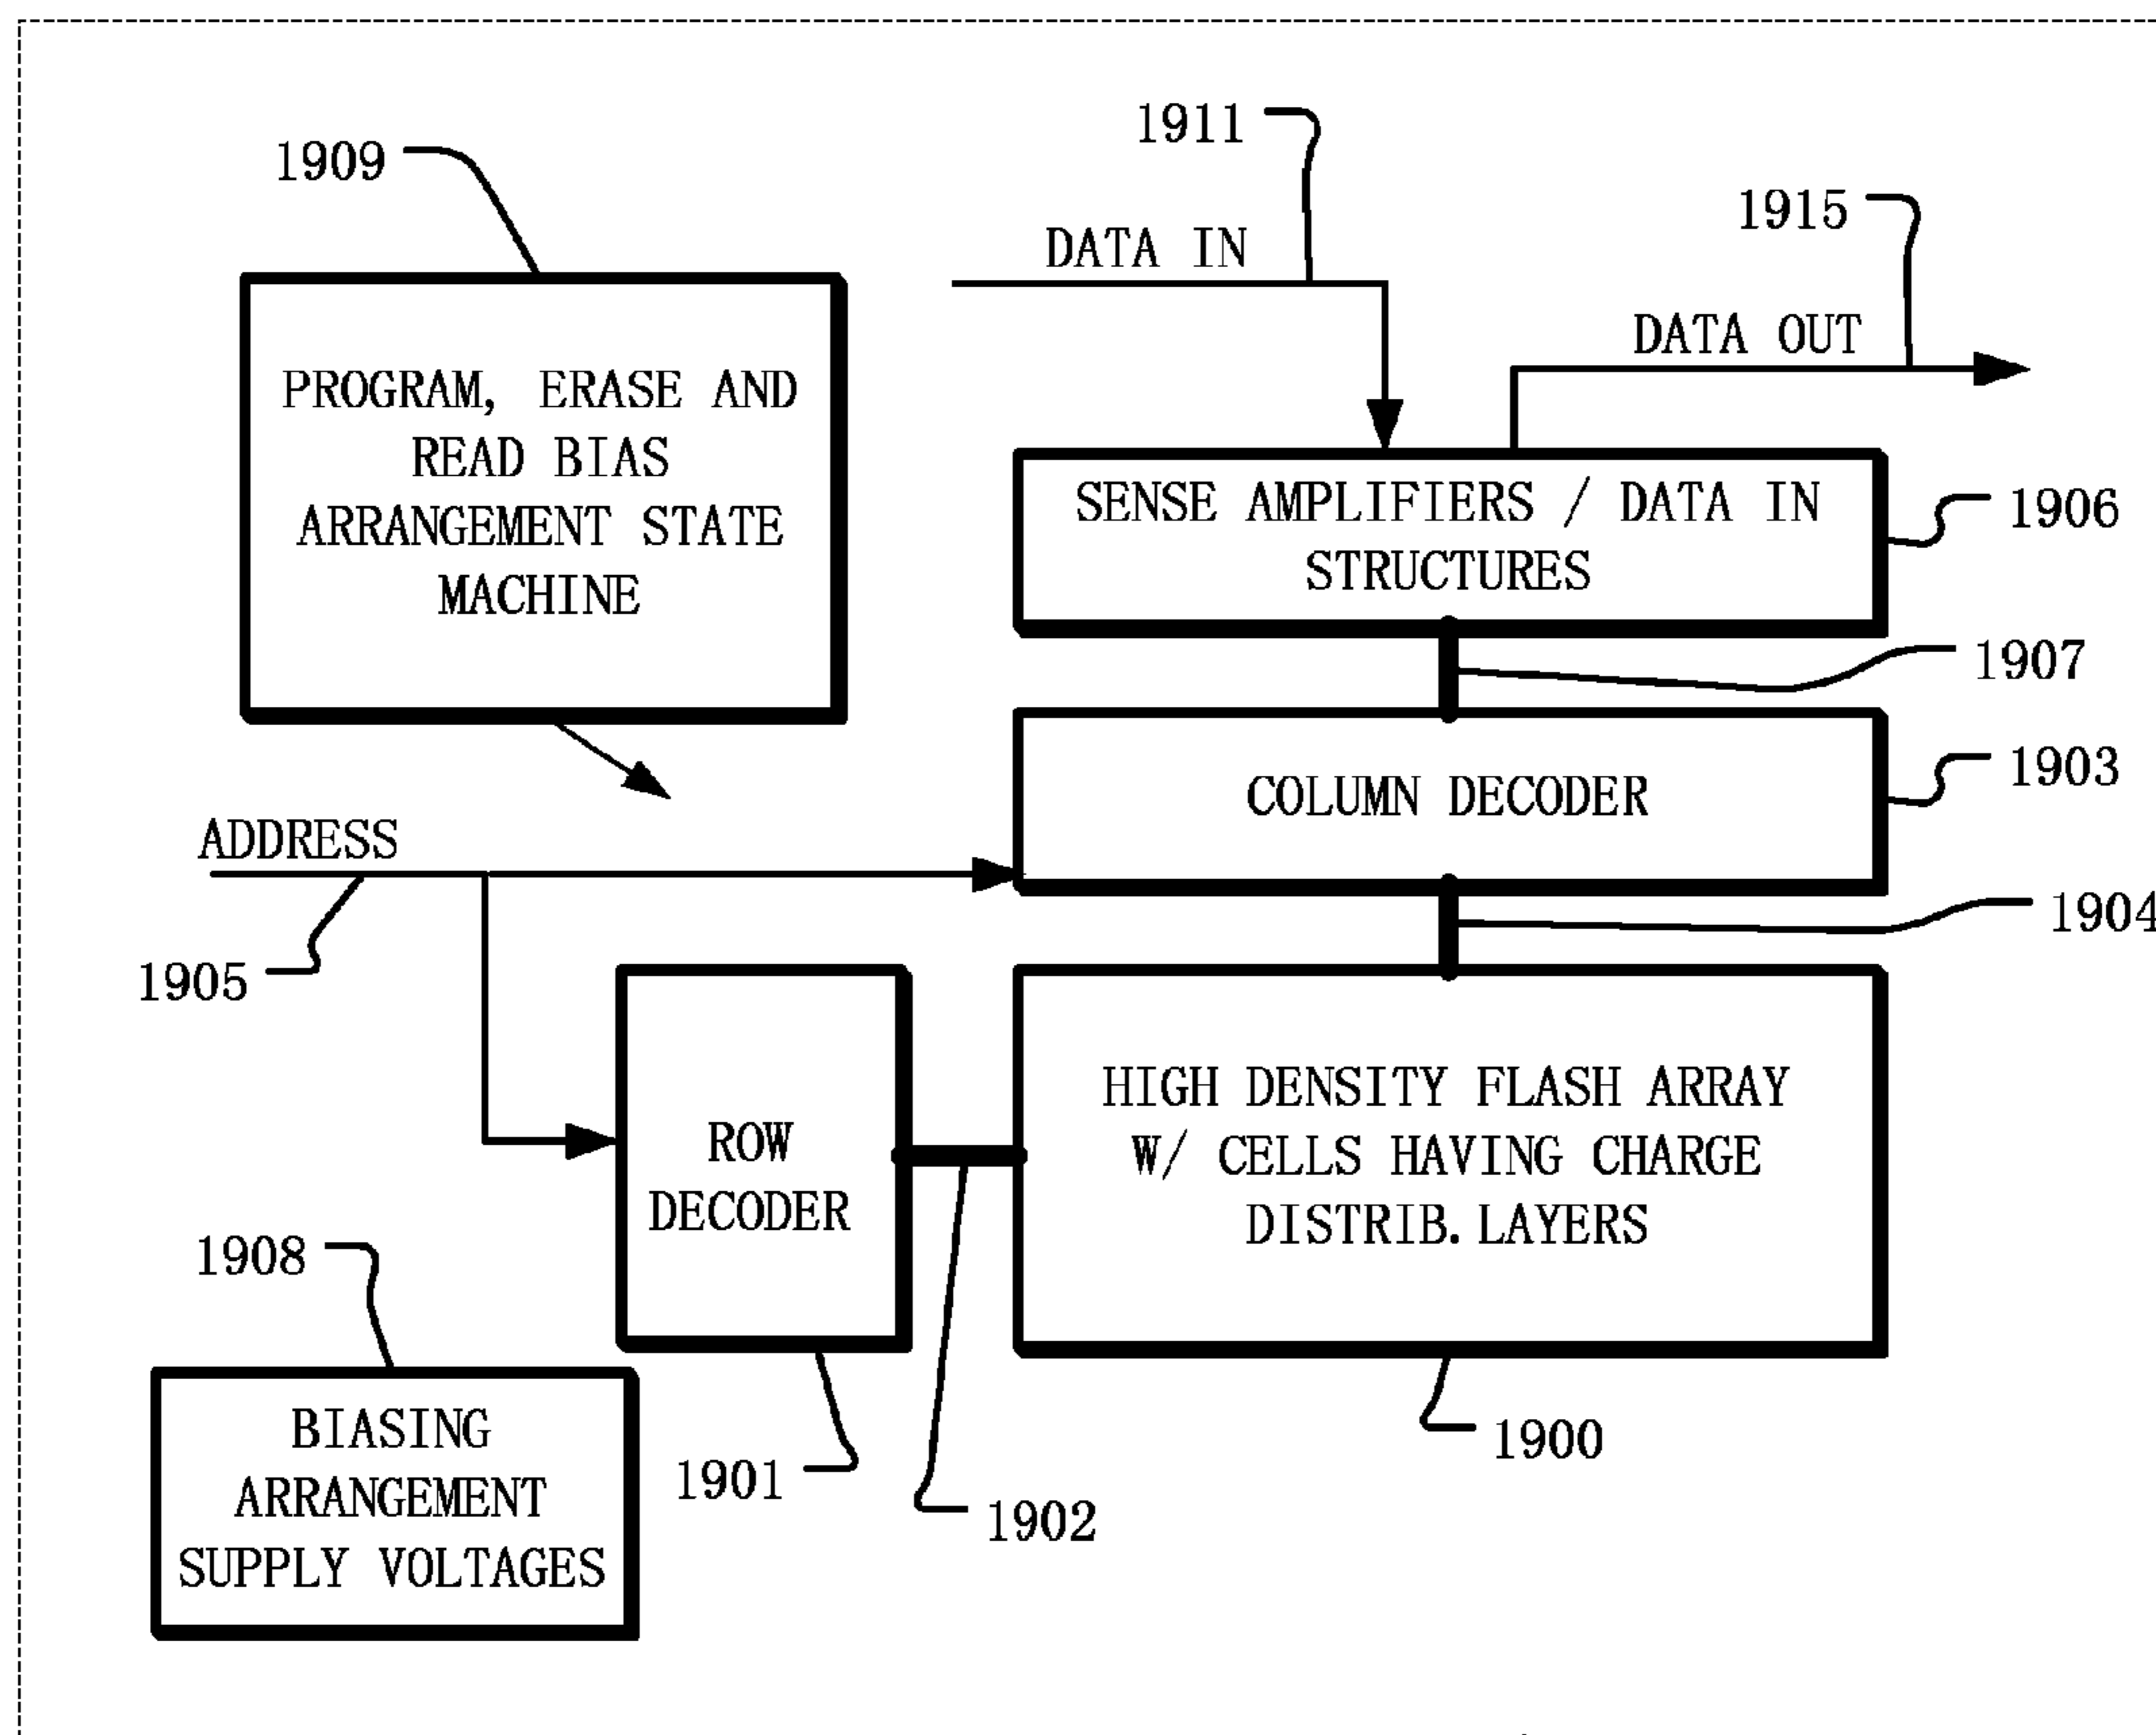 1911
1909
1915
DATA IN
DATA OUT
PROGRAM, ERASE AND
READ BIAS
ARRANGEMENT STATE
MACHINE
SENSE AMPLIFIERS / DATA IN
STRUCTURES
1906
1907
COLUMN DECODER
1903
ADDRESS
1904
1905
ROW
DECODER
HIGH DENSITY FLASH ARRAY
W/ CELLS HAVING CHARGE
DISTRIB. LAYERS
1908
1901
1902
1900
BIASING
ARRANGEMENT
SUPPLY VOLTAGES